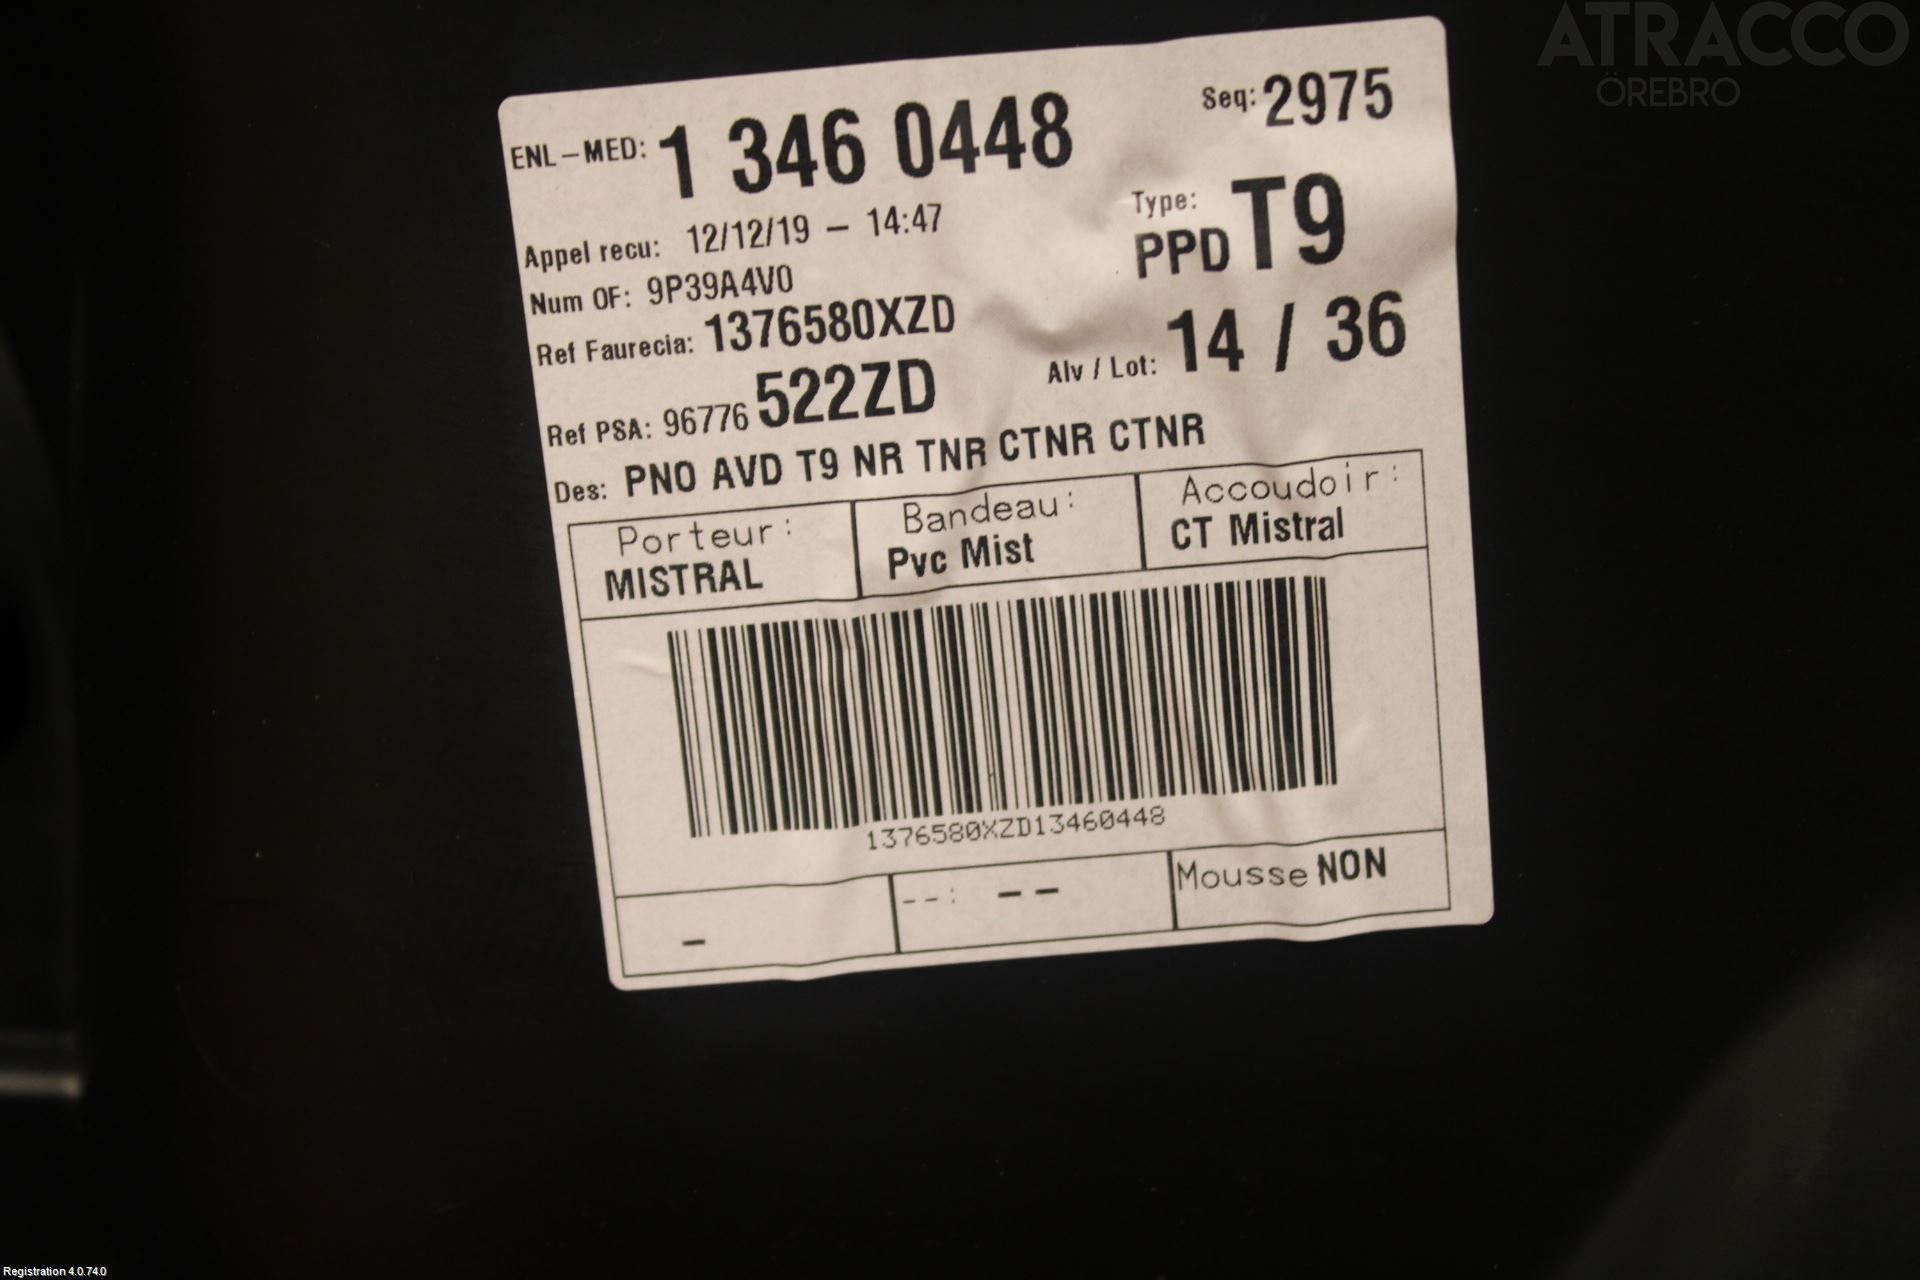 ATRACCO
ÖREBRO
ENL-MED: 1 346 0448
Seq: 2975
Appel recu: 12/12/19 - 14:47
Type: PPD T9
Num OF: 9P39A4V0
Ref Faurecia: 1376580XZD
Alv / Lot: 14 / 36
Ref PSA: 96776 522ZD
Des: PNO AVD T9 NR TNR CTNR CTNR
Porteur: Bandeau: Accoudoir:
MISTRAL Pvc Mist CT Mistral
1376580XZD13460448
- --: -- Mousse NON
Registration 4.0.74.0